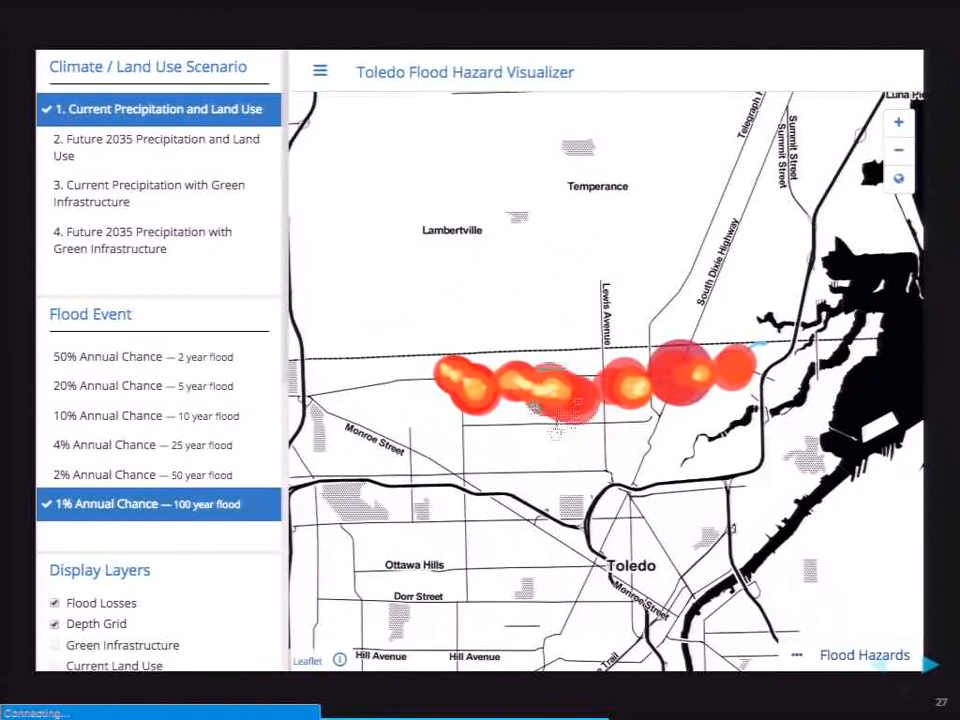 Climate / Land Use Scenario
✔ 1. Current Precipitation and Land Use
2. Future 2035 Precipitation and Land
Use
3. Current Precipitation with Green
Infrastructure
4. Future 2035 Precipitation with
Green Infrastructure
Flood Event
50% Annual Chance — 2 year flood
20% Annual Chance — 5 year flood
10% Annual Chance — 10 year flood
4% Annual Chance — 25 year flood
2% Annual Chance — 50 year flood
✔ 1% Annual Chance — 100 year flood
Display Layers
Flood Losses
Depth Grid
Green Infrastructure
Current Land Use
Toledo Flood Hazard Visualizer
Luna Pi
+
−
Telegraph
Summit Street
Summit Street
Temperance
Lambertville
South Dixie Highway
Lewis Avenue
Monroe Street
Toledo
Ottawa Hills
Monroe Street
Dorr Street
Hill Avenue
Hill Avenue
Trail
Leaflet
Flood Hazards
27
Connecting...